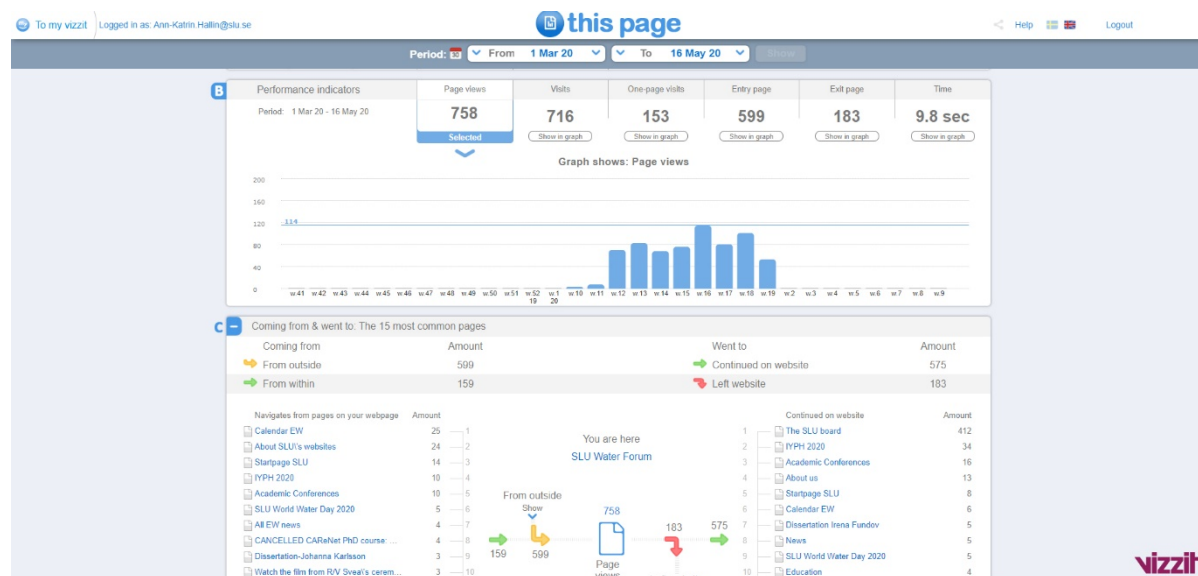 To my vizzit Logged in as: Ann-Katrin.Hallin@slu.se this page Help Logout
Period: 30 From 1 Mar 20 To 16 May 20 Show
B Performance indicators Page views Visits One-page visits Entry page Exit page Time
Period: 1 Mar 20 - 16 May 20 758 716 153 599 183 9.8 sec
Selected Show in graph Show in graph Show in graph Show in graph Show in graph
Graph shows: Page views
200
160
120 114
80
40
0 w.41 w.42 w.43 w.44 w.45 w.46 w.47 w.48 w.49 w.50 w.51 w.52 w.1 w.10 w.11 w.12 w.13 w.14 w.15 w.16 w.17 w.18 w.19 w.2 w.3 w.4 w.5 w.6 w.7 w.8 w.9
19 20
C Coming from & went to: The 15 most common pages
Coming from Amount Went to Amount
From outside 599 Continued on website 575
From within 159 Left website 183
Navigates from pages on your webpage Amount Continued on website Amount
Calendar EW 25 1 1 The SLU board 412
About SLU\'s websites 24 2 You are here 2 IYPH 2020 34
Startpage SLU 14 3 SLU Water Forum 3 Academic Conferences 16
IYPH 2020 10 4 4 About us 13
Academic Conferences 10 5 From outside 5 Startpage SLU 8
SLU World Water Day 2020 5 6 Show 758 6 Calendar EW 6
All EW news 4 7 183 575 7 Dissertation Irena Fundov 5
CANCELLED CAReNet PhD course: ... 4 8 8 News 5
Dissertation-Johanna Karlsson 3 9 159 599 Page 9 SLU World Water Day 2020 5
Watch the film from R/V Svea\'s cerem... 3 10 views 10 Education 4
vizzit